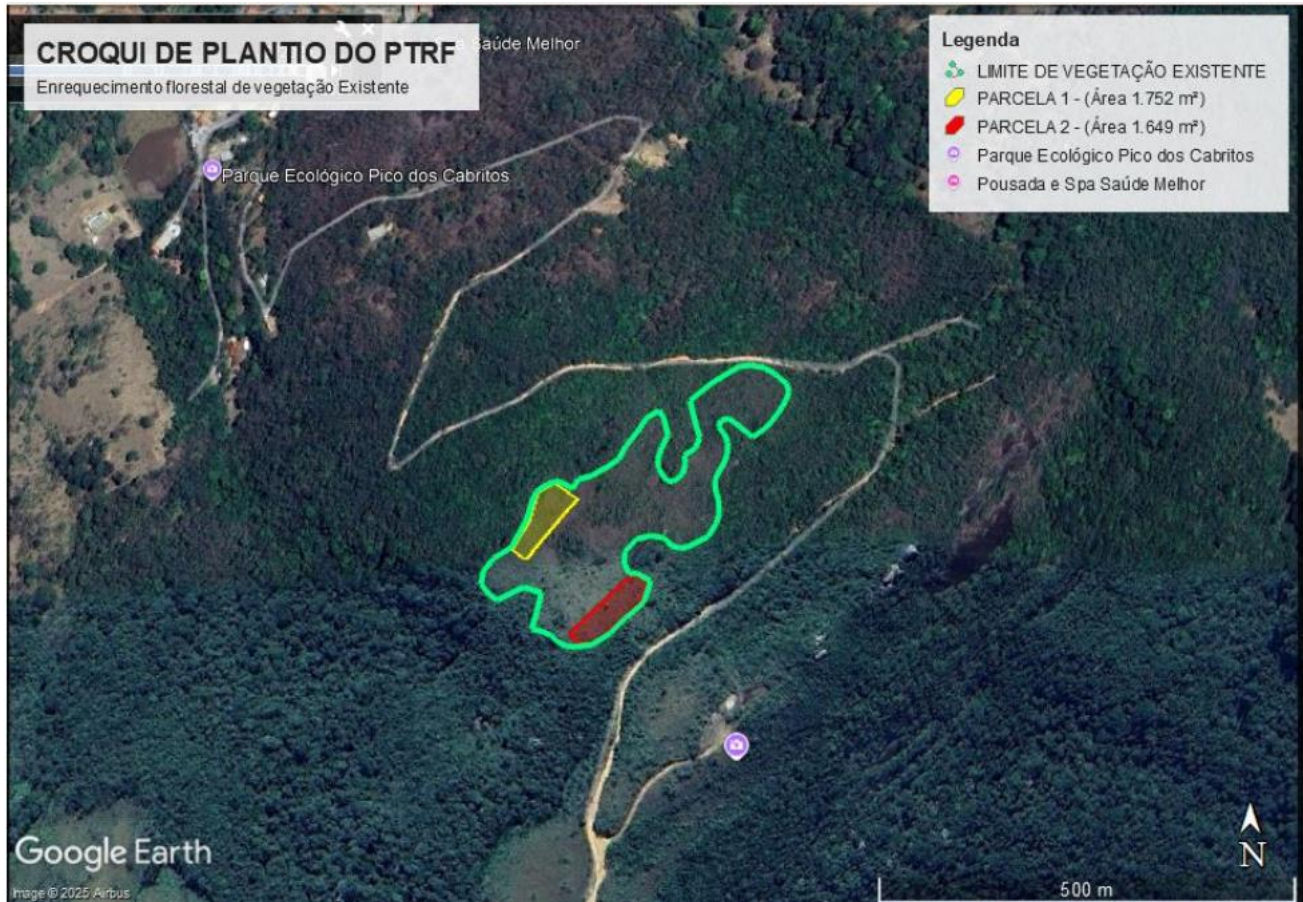 CROQUI DE PLANTIO DO PTRF
Enrequecimento florestal de vegetação Existente
Saúde Melhor
Legenda
LIMITE DE VEGETAÇÃO EXISTENTE
PARCELA 1 - (Área 1.752 m²)
PARCELA 2 - (Área 1.649 m²)
Parque Ecológico Pico dos Cabritos
Pousada e Spa Saúde Melhor
Parque Ecológico Pico dos Cabritos
Google Earth
Image © 2025 Airbus
N
500 m